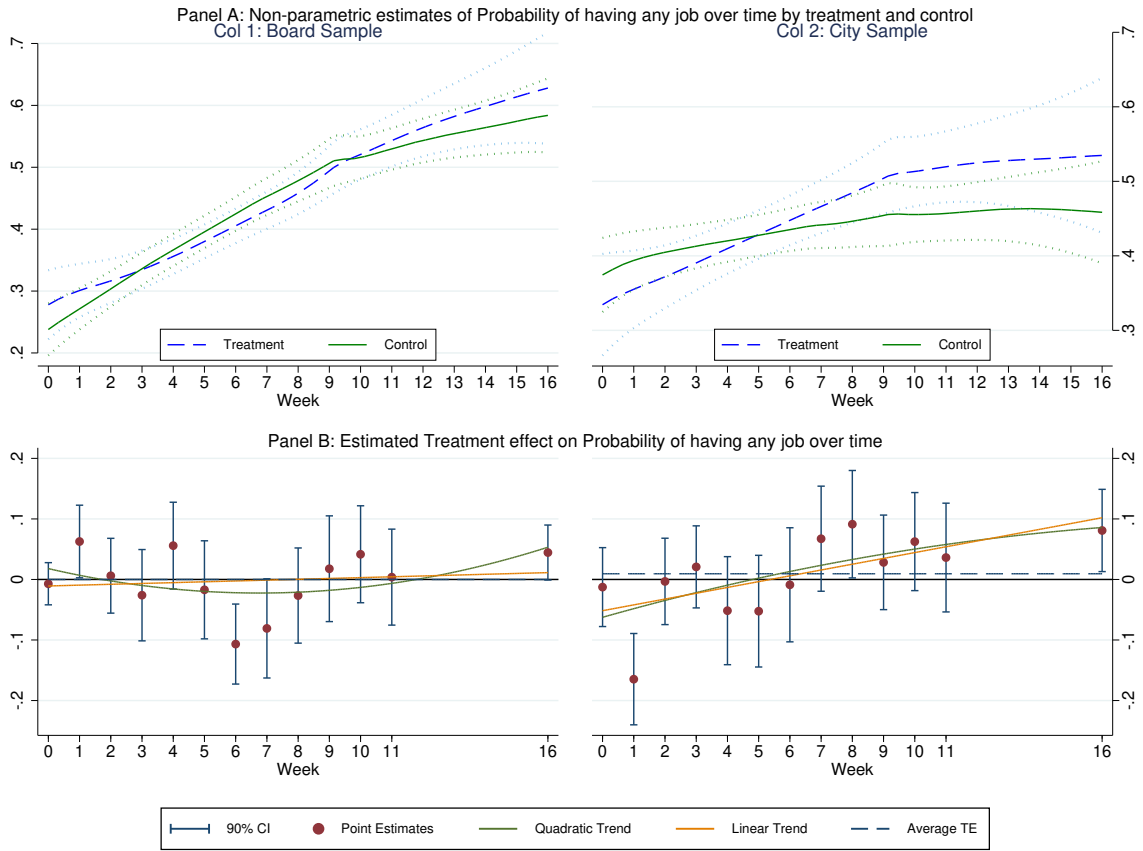 Panel A: Non-parametric estimates of Probability of having any job over time by treatment and control
Col 1: Board Sample
Col 2: City Sample
.7
.6
.5
.4
.3
.2
.7
.6
.5
.4
.3
Treatment
Control
Treatment
Control
0 1 2 3 4 5 6 7 8 9 10 11 12 13 14 15 16
0 1 2 3 4 5 6 7 8 9 10 11 12 13 14 15 16
Week
Week
Panel B: Estimated Treatment effect on Probability of having any job over time
.2
.1
0
-.1
-.2
.2
.1
0
-.1
-.2
0 1 2 3 4 5 6 7 8 9 10 11 16
0 1 2 3 4 5 6 7 8 9 10 11 16
Week
Week
90% CI
Point Estimates
Quadratic Trend
Linear Trend
Average TE